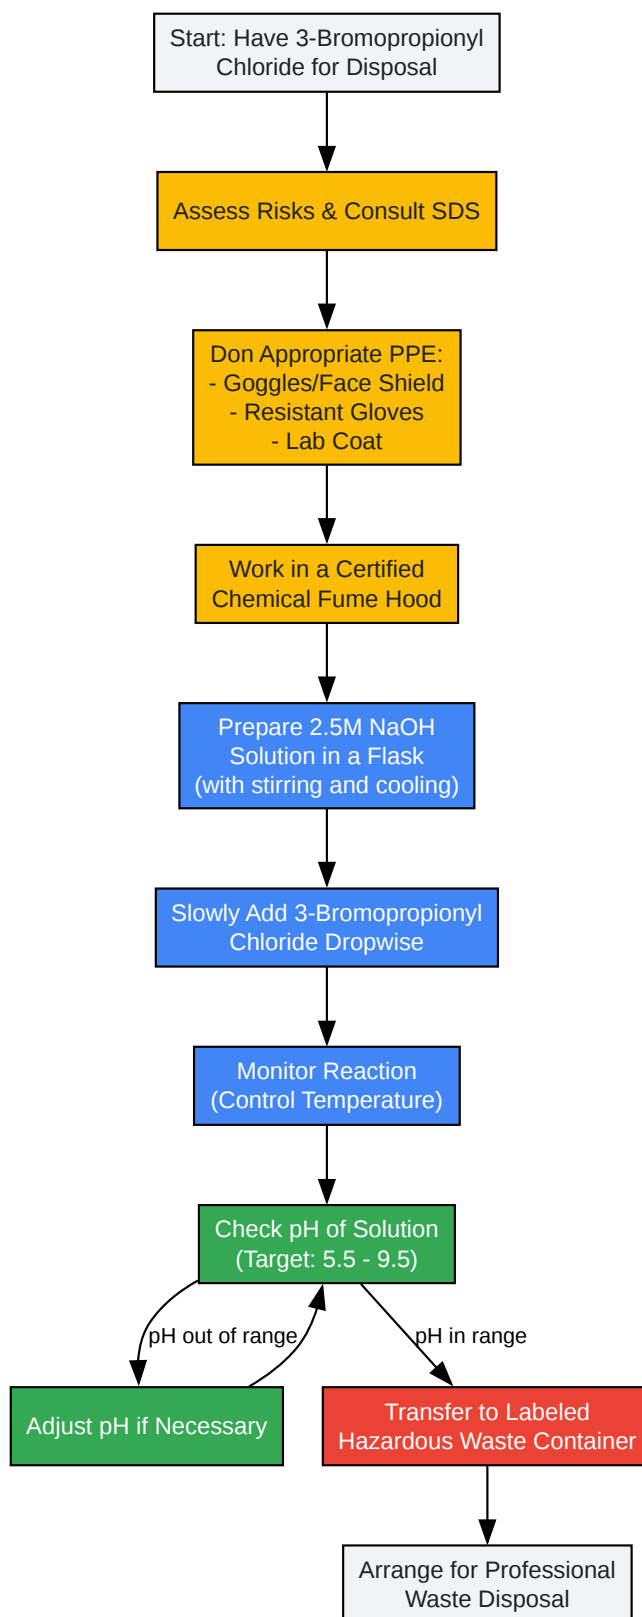 Start: Have 3-Bromopropionyl
Chloride for Disposal
Assess Risks & Consult SDS
Don Appropriate PPE:
- Goggles/Face Shield
- Resistant Gloves
- Lab Coat
Work in a Certified
Chemical Fume Hood
Prepare 2.5M NaOH
Solution in a Flask
(with stirring and cooling)
Slowly Add 3-Bromopropionyl
Chloride Dropwise
Monitor Reaction
(Control Temperature)
Check pH of Solution
(Target: 5.5 - 9.5)
pH out of range
pH in range
Adjust pH if Necessary
Transfer to Labeled
Hazardous Waste Container
Arrange for Professional
Waste Disposal